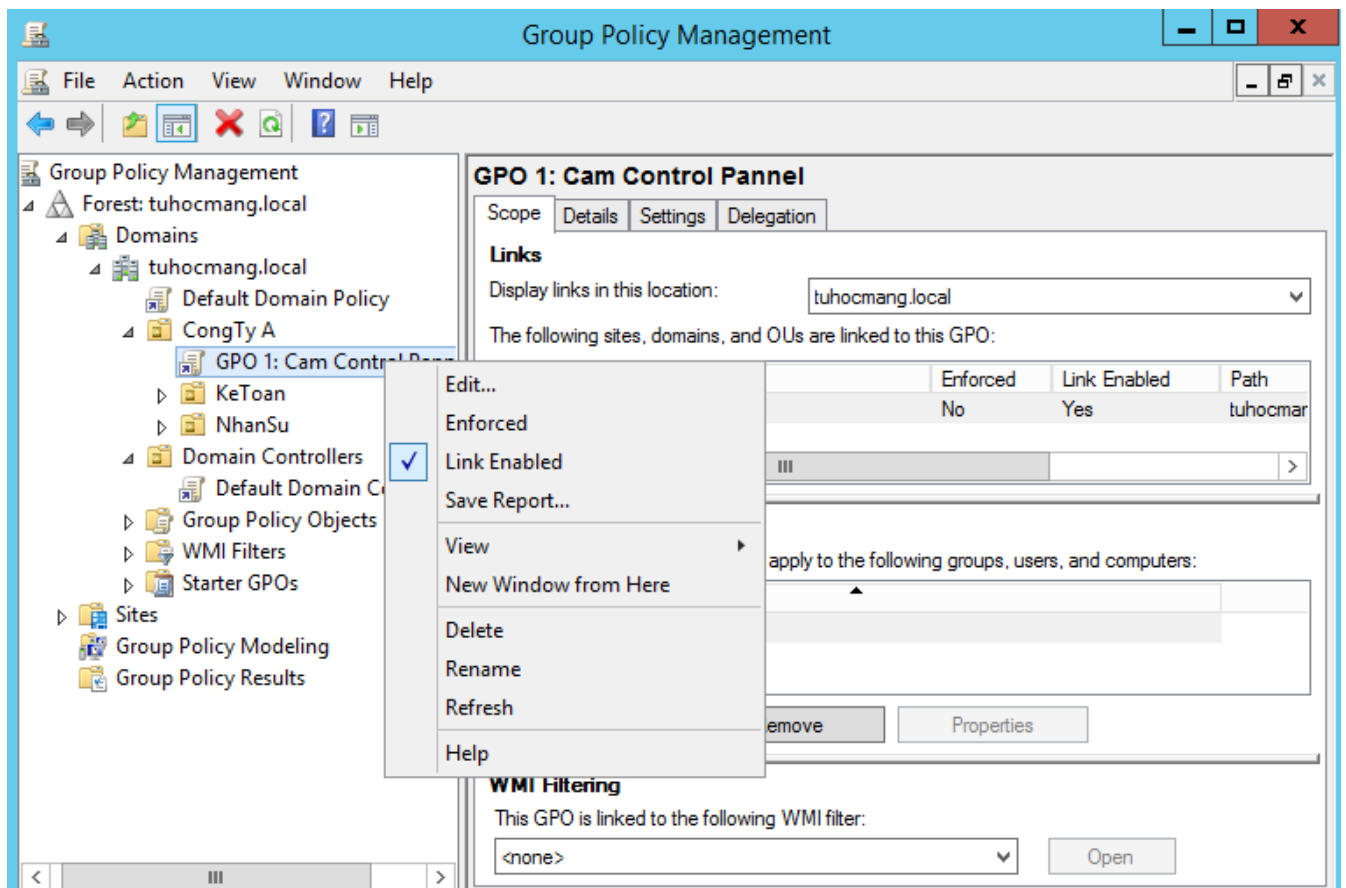 Group Policy Management
File Action View Window Help
Group Policy Management
Forest: tuhocmang.local
Domains
tuhocmang.local
Default Domain Policy
CongTy A
GPO 1: Cam Control
KeToan
NhanSu
Domain Controllers
Default Domain
Group Policy Objects
WMI Filters
Starter GPOs
Sites
Group Policy Modeling
Group Policy Results
Edit...
Enforced
Link Enabled
Save Report...
View
New Window from Here
Delete
Rename
Refresh
Help
GPO 1: Cam Control Pannel
Scope Details Settings Delegation
Links
Display links in this location: tuhocmang.local
The following sites, domains, and OUs are linked to this GPO:
Enforced Link Enabled Path
No Yes tuhocmar
apply to the following groups, users, and computers:
emove Properties
WMI Filtering
This GPO is linked to the following WMI filter:
<none> Open